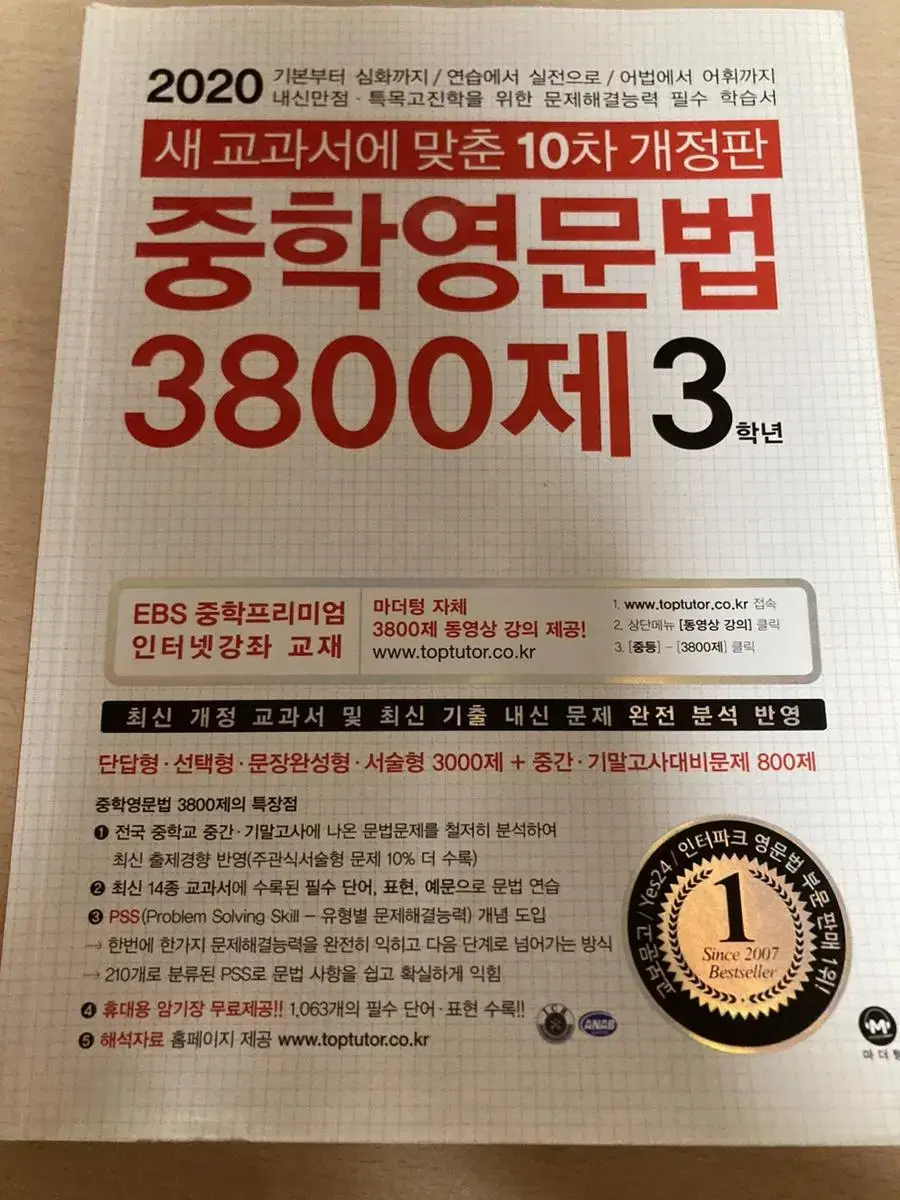 2020
기본부터 심화까지 / 연습에서 실전으로 / 어법에서 어휘까지
내신만점 · 특목고진학을 위한 문제해결능력 필수 학습서
새 교과서에 맞춘 10차 개정판
중학영문법
3800제 3학년
EBS 중학프리미엄
인터넷강좌 교재
마더텅 자체
3800제 동영상 강의 제공!
www.toptutor.co.kr
1. www.toptutor.co.kr 접속
2. 상단메뉴 [동영상 강의] 클릭
3. [중등] - [3800제] 클릭
최신 개정 교과서 및 최신 기출 내신 문제 완전 분석 반영
단답형 · 선택형 · 문장완성형 · 서술형 3000제 + 중간 · 기말고사대비문제 800제
중학영문법 3800제의 특장점
❶ 전국 중학교 중간 · 기말고사에 나온 문법문제를 철저히 분석하여
최신 출제경향 반영(주관식서술형 문제 10% 더 수록)
❷ 최신 14종 교과서에 수록된 필수 단어, 표현, 예문으로 문법 연습
❸ PSS(Problem Solving Skill – 유형별 문제해결능력) 개념 도입
→ 한번에 한가지 문제해결능력을 완전히 익히고 다음 단계로 넘어가는 방식
→ 210개로 분류된 PSS로 문법 사항을 쉽고 확실하게 익힘
❹ 휴대용 암기장 무료제공!! 1,063개의 필수 단어 · 표현 수록!!
❺ 해석자료 홈페이지 제공 www.toptutor.co.kr
교보문고 / Yes24 / 인터파크 영문법 부문 판매 1위!!
1
Since 2007
Bestseller
ICR
ANAB
M
마더텅